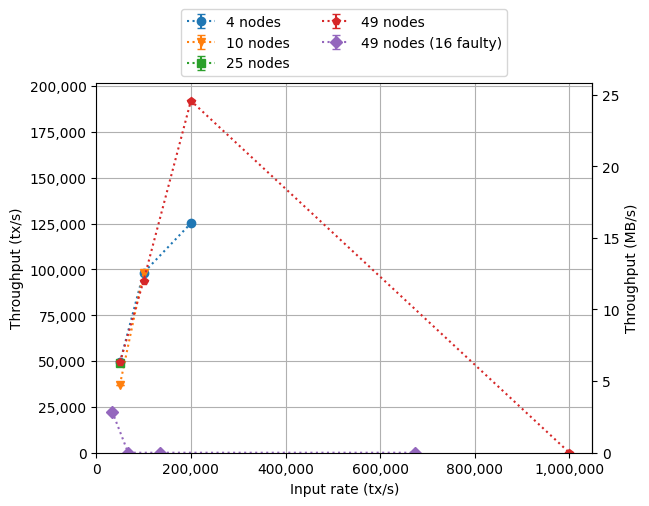 4 nodes
10 nodes
25 nodes
49 nodes
49 nodes (16 faulty)
Throughput (tx/s)
200,000
175,000
150,000
125,000
100,000
75,000
50,000
25,000
0
25
20
15
10
5
0
Throughput (MB/s)
0 200,000 400,000 600,000 800,000 1,000,000
Input rate (tx/s)